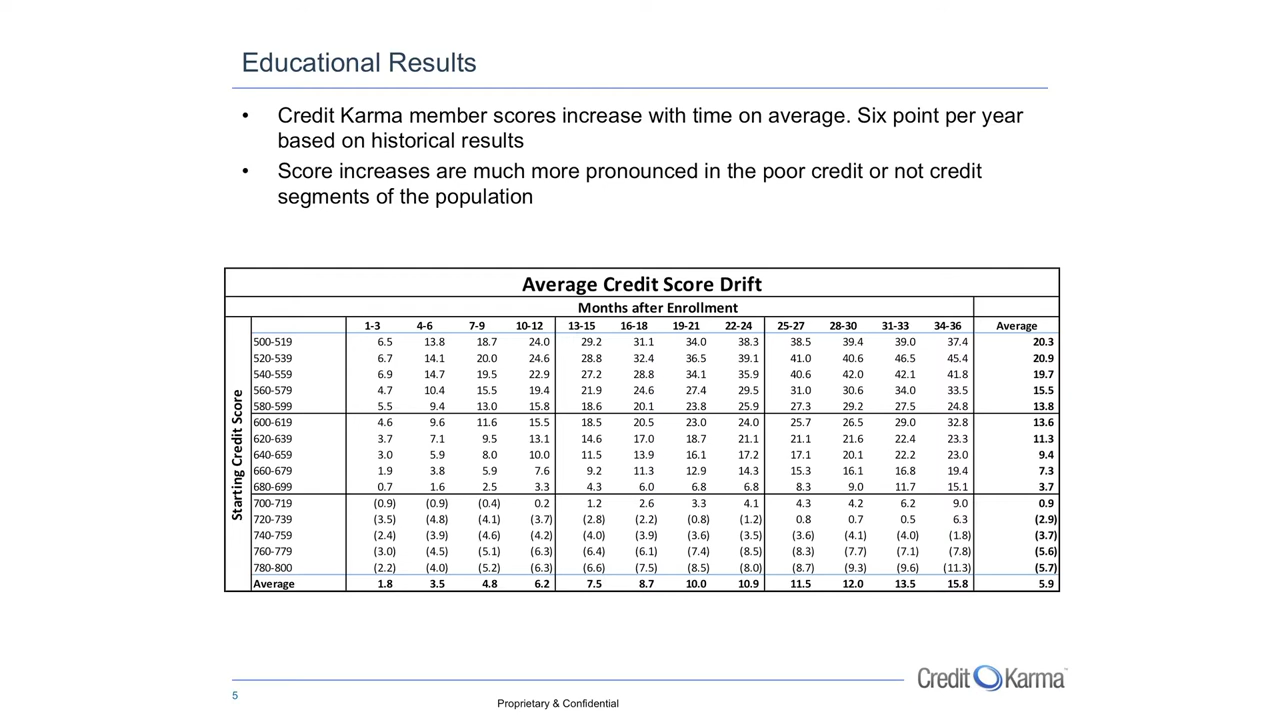 Educational Results
• Credit Karma member scores increase with time on average. Six point per year
based on historical results
• Score increases are much more pronounced in the poor credit or not credit
segments of the population
Average Credit Score Drift
Months after Enrollment
1-3 4-6 7-9 10-12 13-15 16-18 19-21 22-24 25-27 28-30 31-33 34-36 Average
Starting Credit Score
500-519 6.5 13.8 18.7 24.0 29.2 31.1 34.0 38.3 38.5 39.4 39.0 37.4 20.3
520-539 6.7 14.1 20.0 24.6 28.8 32.4 36.5 39.1 41.0 40.6 46.5 45.4 20.9
540-559 6.9 14.7 19.5 22.9 27.2 28.8 34.1 35.9 40.6 42.0 42.1 41.8 19.7
560-579 4.7 10.4 15.5 19.4 21.9 24.6 27.4 29.5 31.0 30.6 34.0 33.5 15.5
580-599 5.5 9.4 13.0 15.8 18.6 20.1 23.8 25.9 27.3 29.2 27.5 24.8 13.8
600-619 4.6 9.6 11.6 15.5 18.5 20.5 23.0 24.0 25.7 26.5 29.0 32.8 13.6
620-639 3.7 7.1 9.5 13.1 14.6 17.0 18.7 21.1 21.1 21.6 22.4 23.3 11.3
640-659 3.0 5.9 8.0 10.0 11.5 13.9 16.1 17.2 17.1 20.1 22.2 23.0 9.4
660-679 1.9 3.8 5.9 7.6 9.2 11.3 12.9 14.3 15.3 16.1 16.8 19.4 7.3
680-699 0.7 1.6 2.5 3.3 4.3 6.0 6.8 6.8 8.3 9.0 11.7 15.1 3.7
700-719 (0.9) (0.9) (0.4) 0.2 1.2 2.6 3.3 4.1 4.3 4.2 6.2 9.0 0.9
720-739 (3.5) (4.8) (4.1) (3.7) (2.8) (2.2) (0.8) (1.2) 0.8 0.7 0.5 6.3 (2.9)
740-759 (2.4) (3.9) (4.6) (4.2) (4.0) (3.9) (3.6) (3.5) (3.6) (4.1) (4.0) (1.8) (3.7)
760-779 (3.0) (4.5) (5.1) (6.3) (6.4) (6.1) (7.4) (8.5) (8.3) (7.7) (7.1) (7.8) (5.6)
780-800 (2.2) (4.0) (5.2) (6.3) (6.6) (7.5) (8.5) (8.0) (8.7) (9.3) (9.6) (11.3) (5.7)
Average 1.8 3.5 4.8 6.2 7.5 8.7 10.0 10.9 11.5 12.0 13.5 15.8 5.9
Credit Karma™
5
Proprietary & Confidential